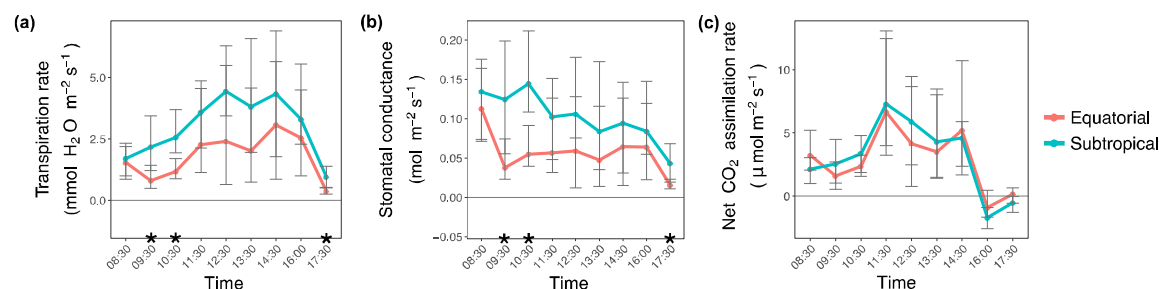 (a)
Transpiration rate
(mmol H₂O m⁻² s⁻¹)
5.0
2.5
0.0
08:30
09:30
10:30
11:30
12:30
13:30
14:30
16:00
17:30
* * *
Time
(b)
Stomatal conductance
(mol m⁻² s⁻¹)
0.20
0.15
0.10
0.05
0.00
−0.05
08:30
09:30
10:30
11:30
12:30
13:30
14:30
16:00
17:30
* * *
Time
(c)
Net CO₂ assimilation rate
( µ mol m⁻² s⁻¹)
10
5
0
08:30
09:30
10:30
11:30
12:30
13:30
14:30
16:00
17:30
Time
Equatorial
Subtropical